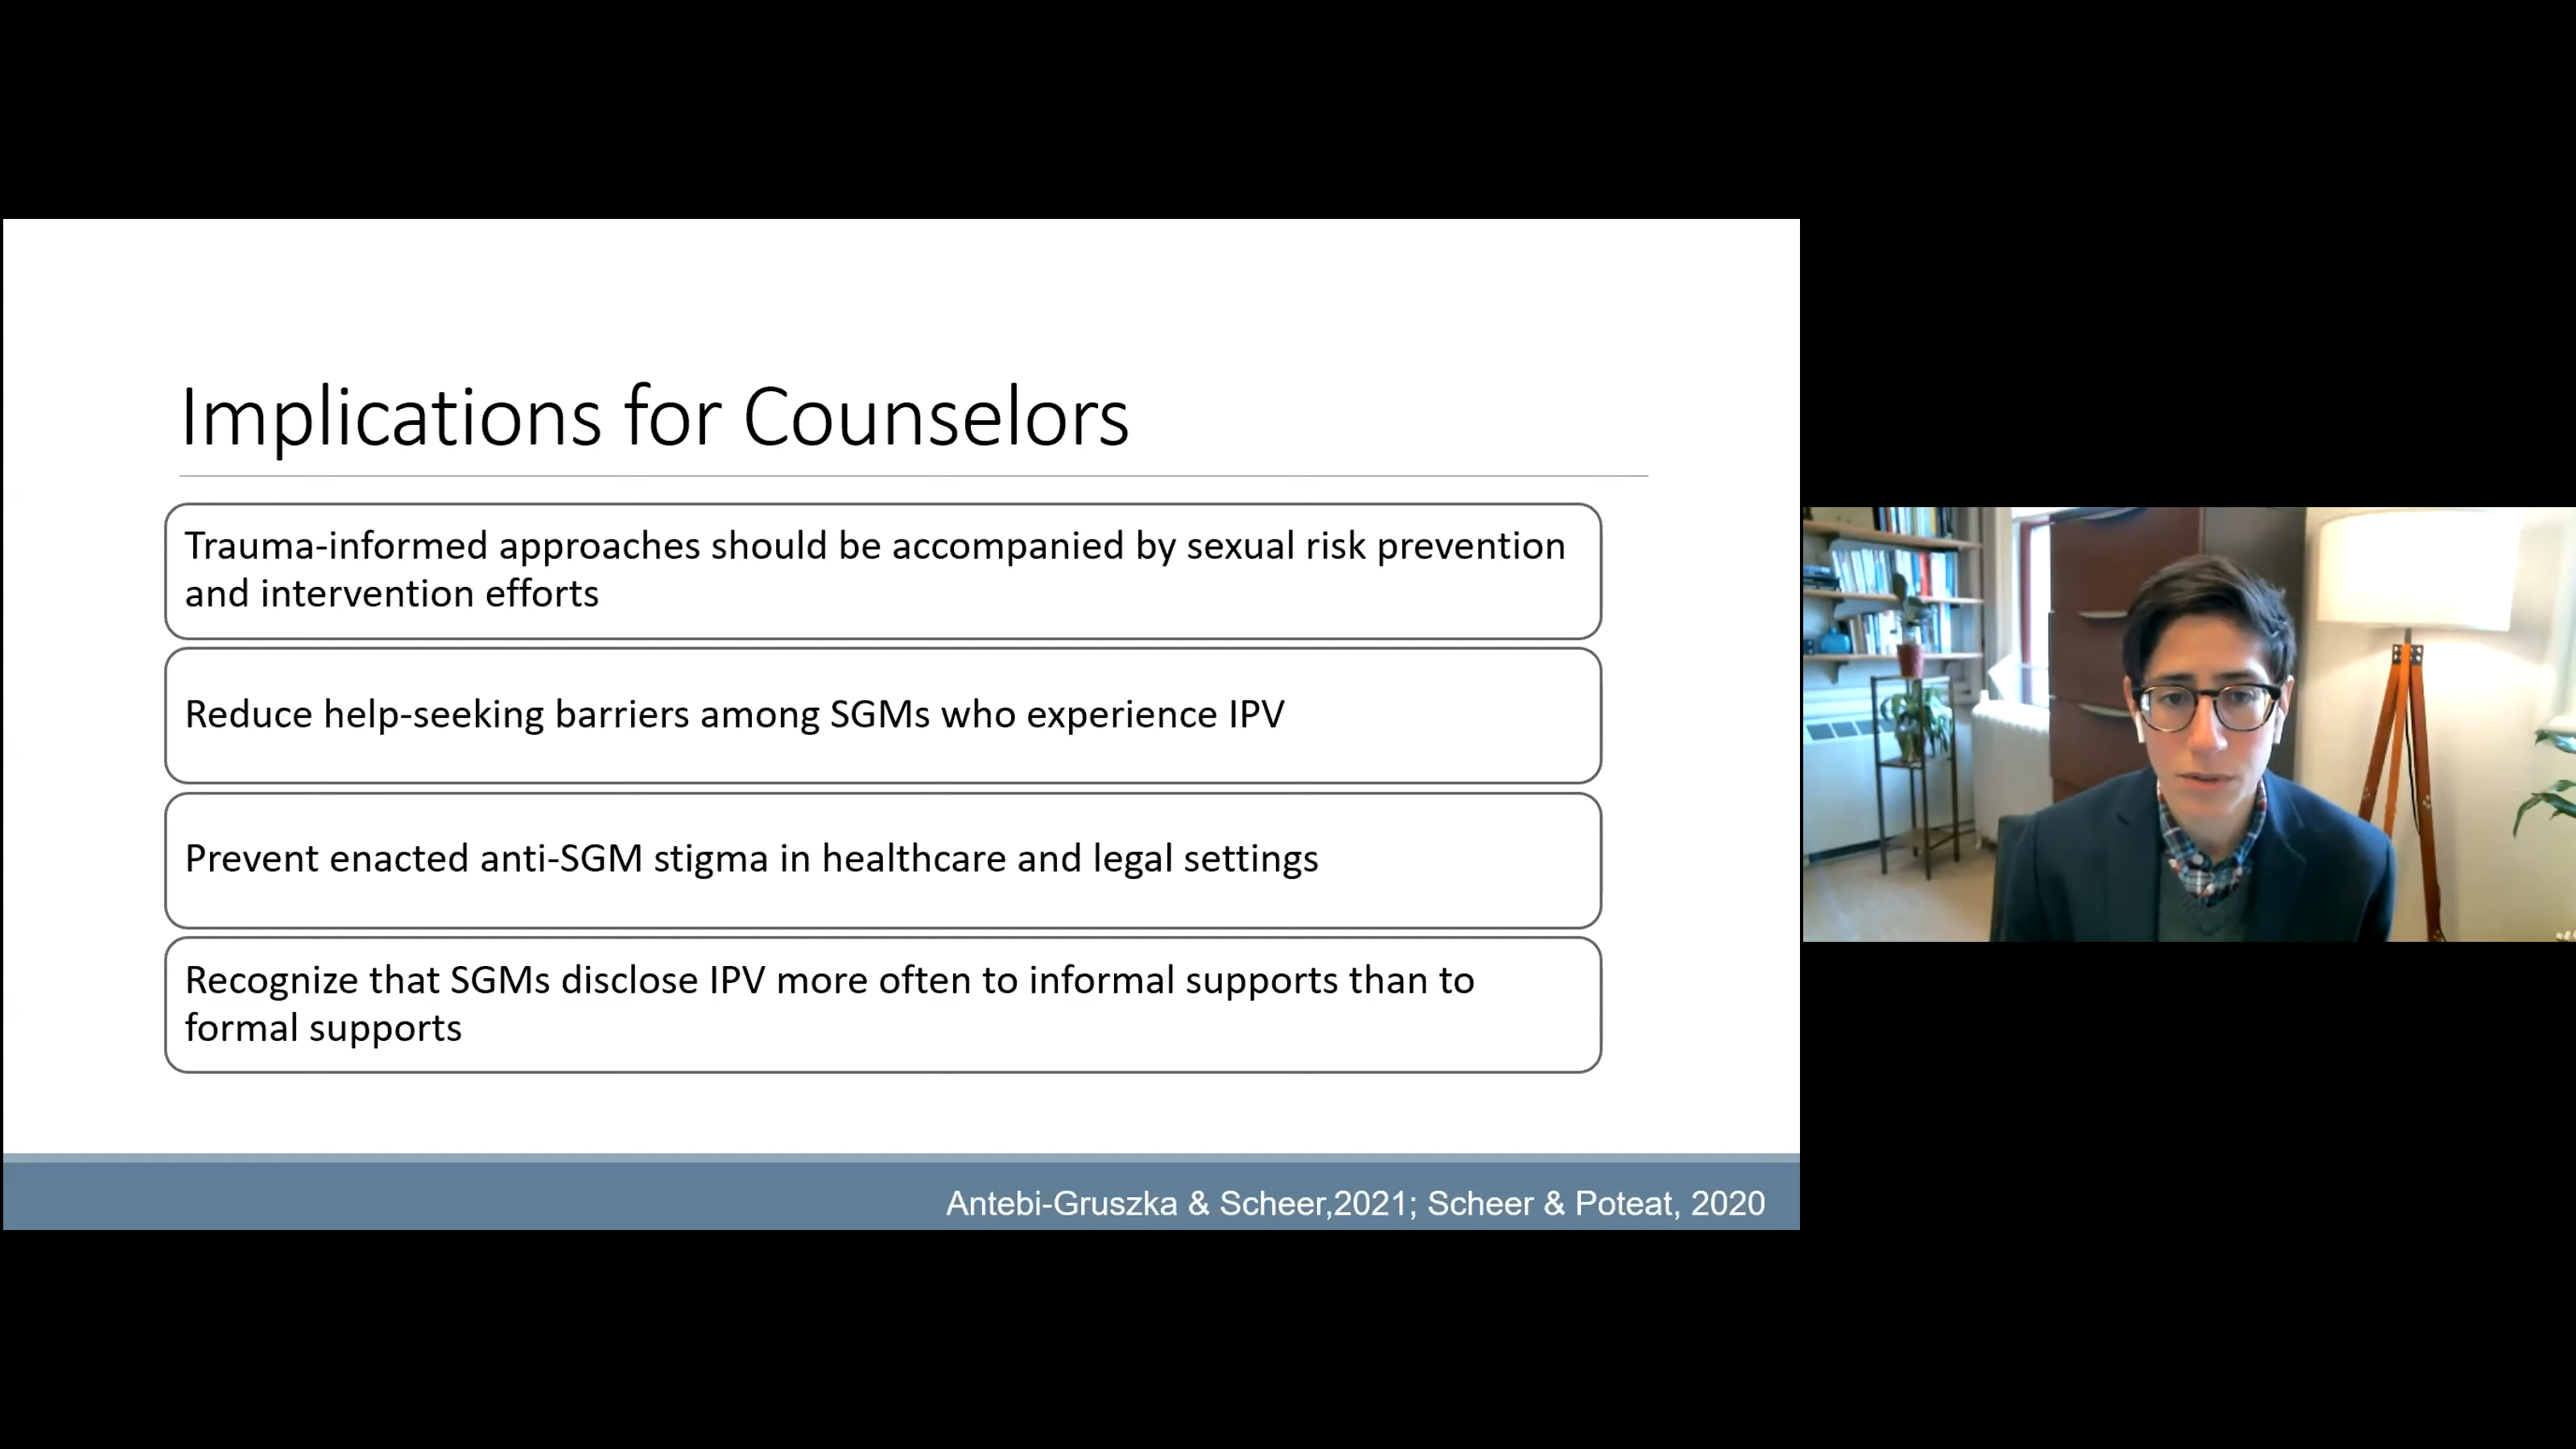 Implications for Counselors
Trauma-informed approaches should be accompanied by sexual risk prevention
and intervention efforts
Reduce help-seeking barriers among SGMs who experience IPV
Prevent enacted anti-SGM stigma in healthcare and legal settings
Recognize that SGMs disclose IPV more often to informal supports than to
formal supports
Antebi-Gruszka & Scheer,2021; Scheer & Poteat, 2020